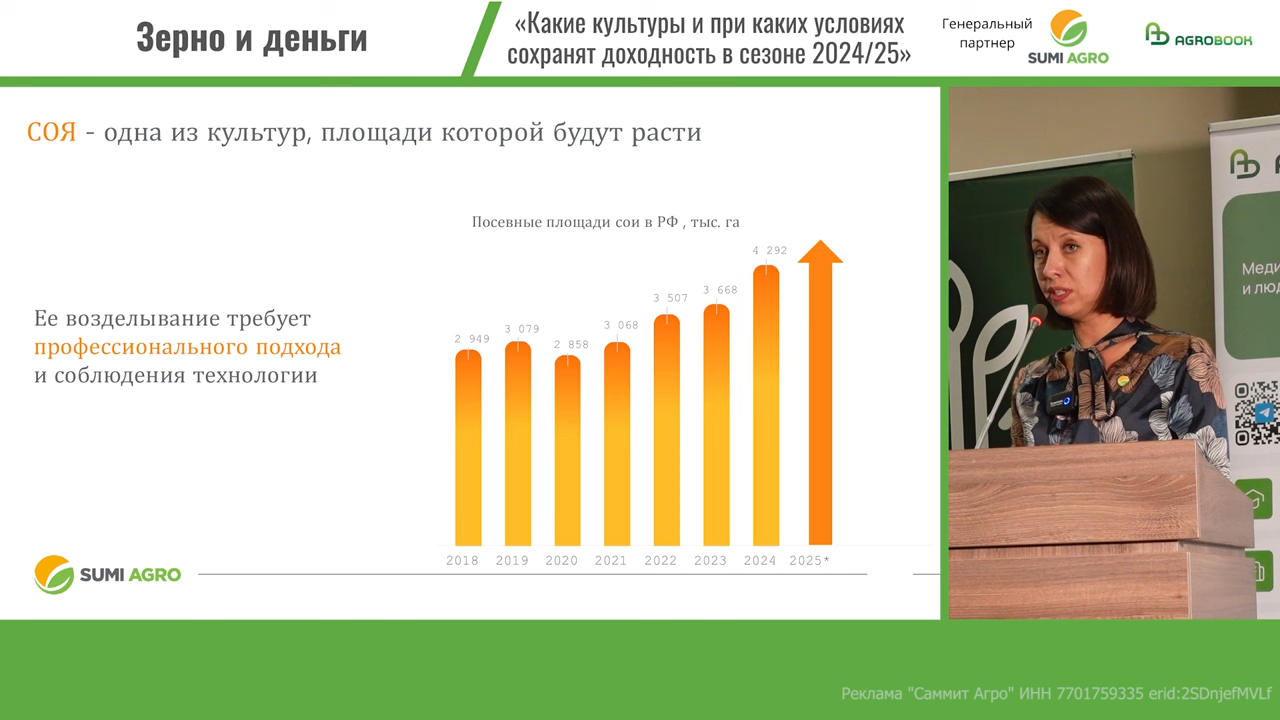 Зерно и деньги
«Какие культуры и при каких условиях
сохранят доходность в сезоне 2024/25»
Генеральный
партнер
SUMI AGRO
AGROBOOK
СОЯ - одна из культур, площади которой будут расти
Посевные площади сои в РФ , тыс. га
Ее возделывание требует
профессионального подхода
и соблюдения технологии
2 949
3 079
2 858
3 068
3 507
3 668
4 292
2018
2019
2020
2021
2022
2023
2024
2025*
SUMI AGRO
Реклама "Саммит Агро" ИНН 7701759335 erid:2SDnjefMVLf